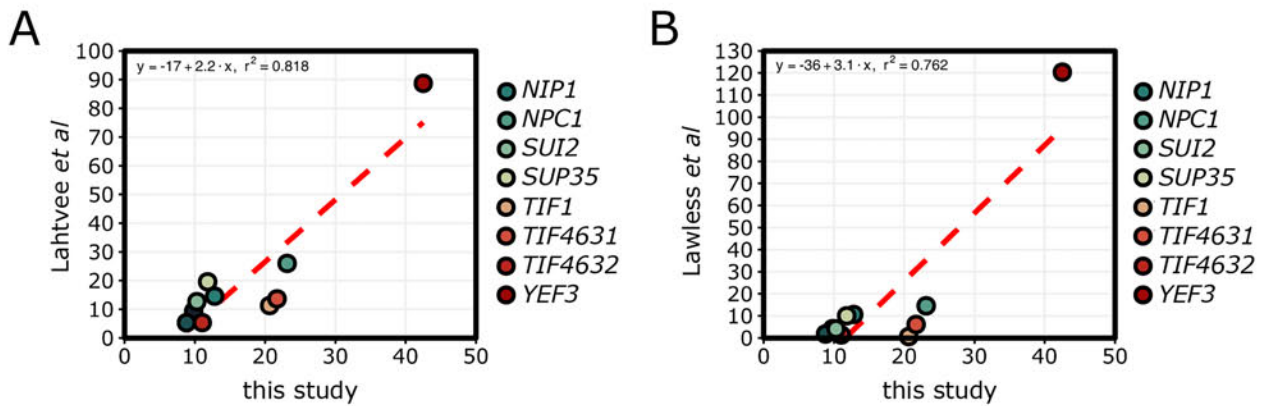 A
y = -17 + 2.2 · x, r² = 0.818
100
90
80
70
60
50
40
30
20
10
0
Lahtvee et al
0 10 20 30 40 50
this study
NIP1
NPC1
SUI2
SUP35
TIF1
TIF4631
TIF4632
YEF3
B
y = -36 + 3.1 · x, r² = 0.762
130
120
110
100
90
80
70
60
50
40
30
20
10
0
Lawless et al
0 10 20 30 40 50
this study
NIP1
NPC1
SUI2
SUP35
TIF1
TIF4631
TIF4632
YEF3